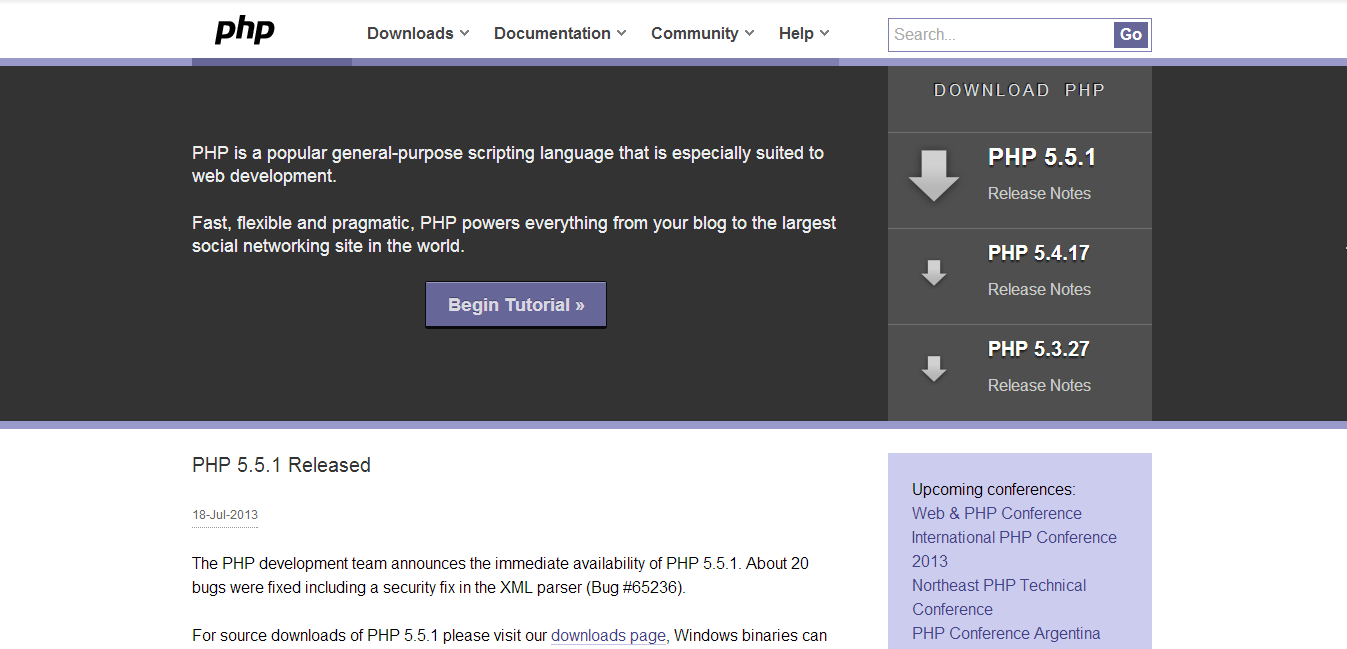 php
Downloads
Documentation
Community
Help
Search...
Go
PHP is a popular general-purpose scripting language that is especially suited to
web development.
Fast, flexible and pragmatic, PHP powers everything from your blog to the largest
social networking site in the world.
Begin Tutorial »
DOWNLOAD PHP
PHP 5.5.1
Release Notes
PHP 5.4.17
Release Notes
PHP 5.3.27
Release Notes
PHP 5.5.1 Released
18-Jul-2013
The PHP development team announces the immediate availability of PHP 5.5.1. About 20
bugs were fixed including a security fix in the XML parser (Bug #65236).
For source downloads of PHP 5.5.1 please visit our downloads page, Windows binaries can
Upcoming conferences:
Web & PHP Conference
International PHP Conference
2013
Northeast PHP Technical
Conference
PHP Conference Argentina